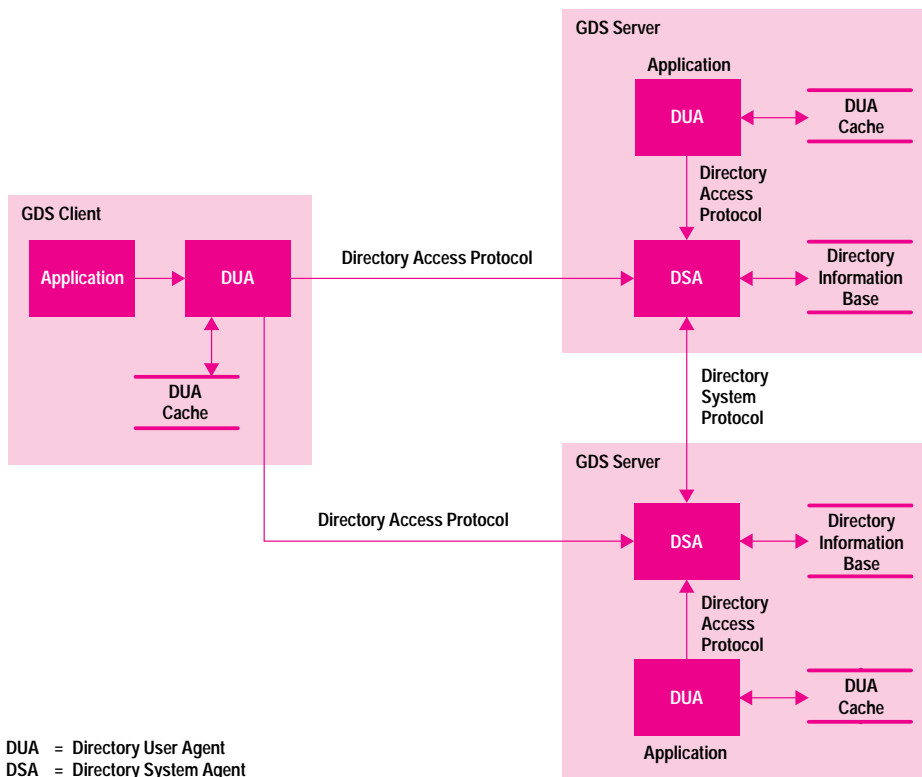 GDS Server
Application
DUA
DUA
Cache
Directory
Access
Protocol
GDS Client
Application
DUA
Directory Access Protocol
DSA
Directory
Information
Base
DUA
Cache
Directory
System
Protocol
GDS Server
Directory Access Protocol
DSA
Directory
Information
Base
Directory
Access
Protocol
DUA
DUA
Cache
Application
DUA = Directory User Agent
DSA = Directory System Agent